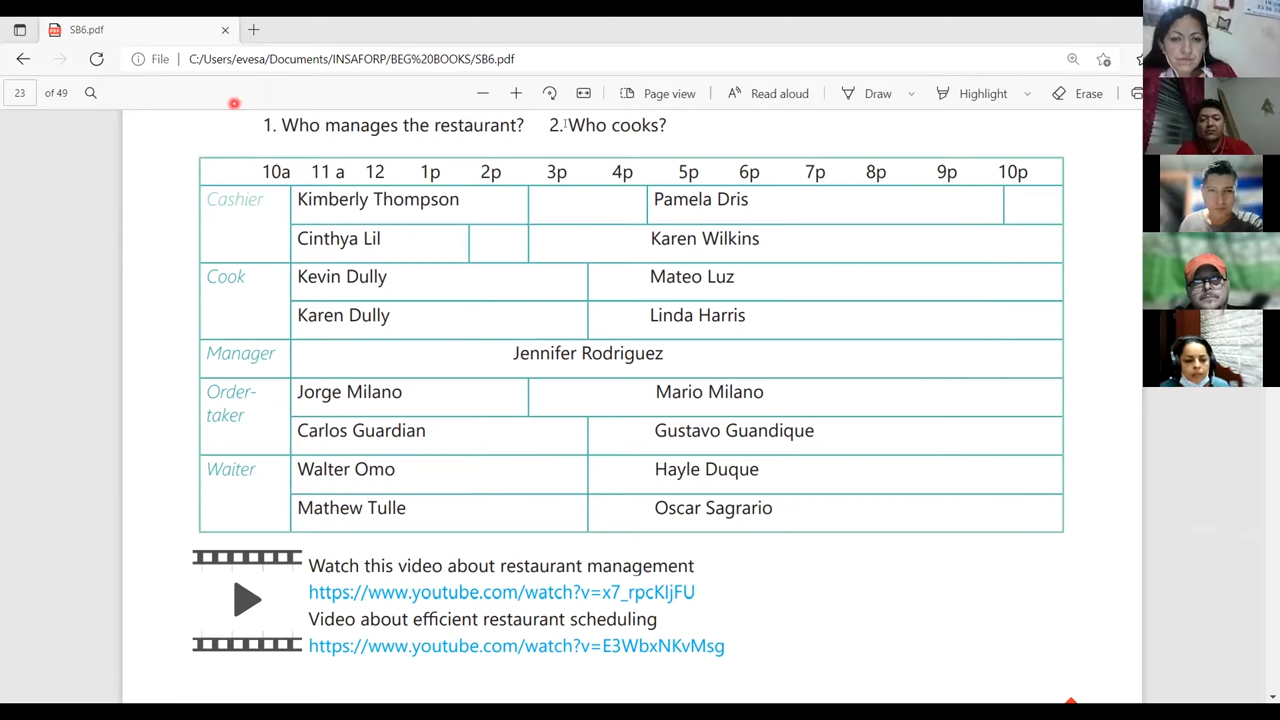 SB6.pdf
File C:/Users/evesa/Documents/INSAFORP/BEG%20BOOKS/SB6.pdf
23 of 49 Page view Read aloud Draw Highlight Erase
1. Who manages the restaurant? 2. Who cooks?
10a 11 a 12 1p 2p 3p 4p 5p 6p 7p 8p 9p 10p
Cashier Kimberly Thompson Pamela Dris
Cinthya Lil Karen Wilkins
Cook Kevin Dully Mateo Luz
Karen Dully Linda Harris
Manager Jennifer Rodriguez
Order- Jorge Milano Mario Milano
taker
Carlos Guardian Gustavo Guandique
Waiter Walter Omo Hayle Duque
Mathew Tulle Oscar Sagrario
Watch this video about restaurant management
https://www.youtube.com/watch?v=x7_rpcKIjFU
Video about efficient restaurant scheduling
https://www.youtube.com/watch?v=E3WbxNKvMsg